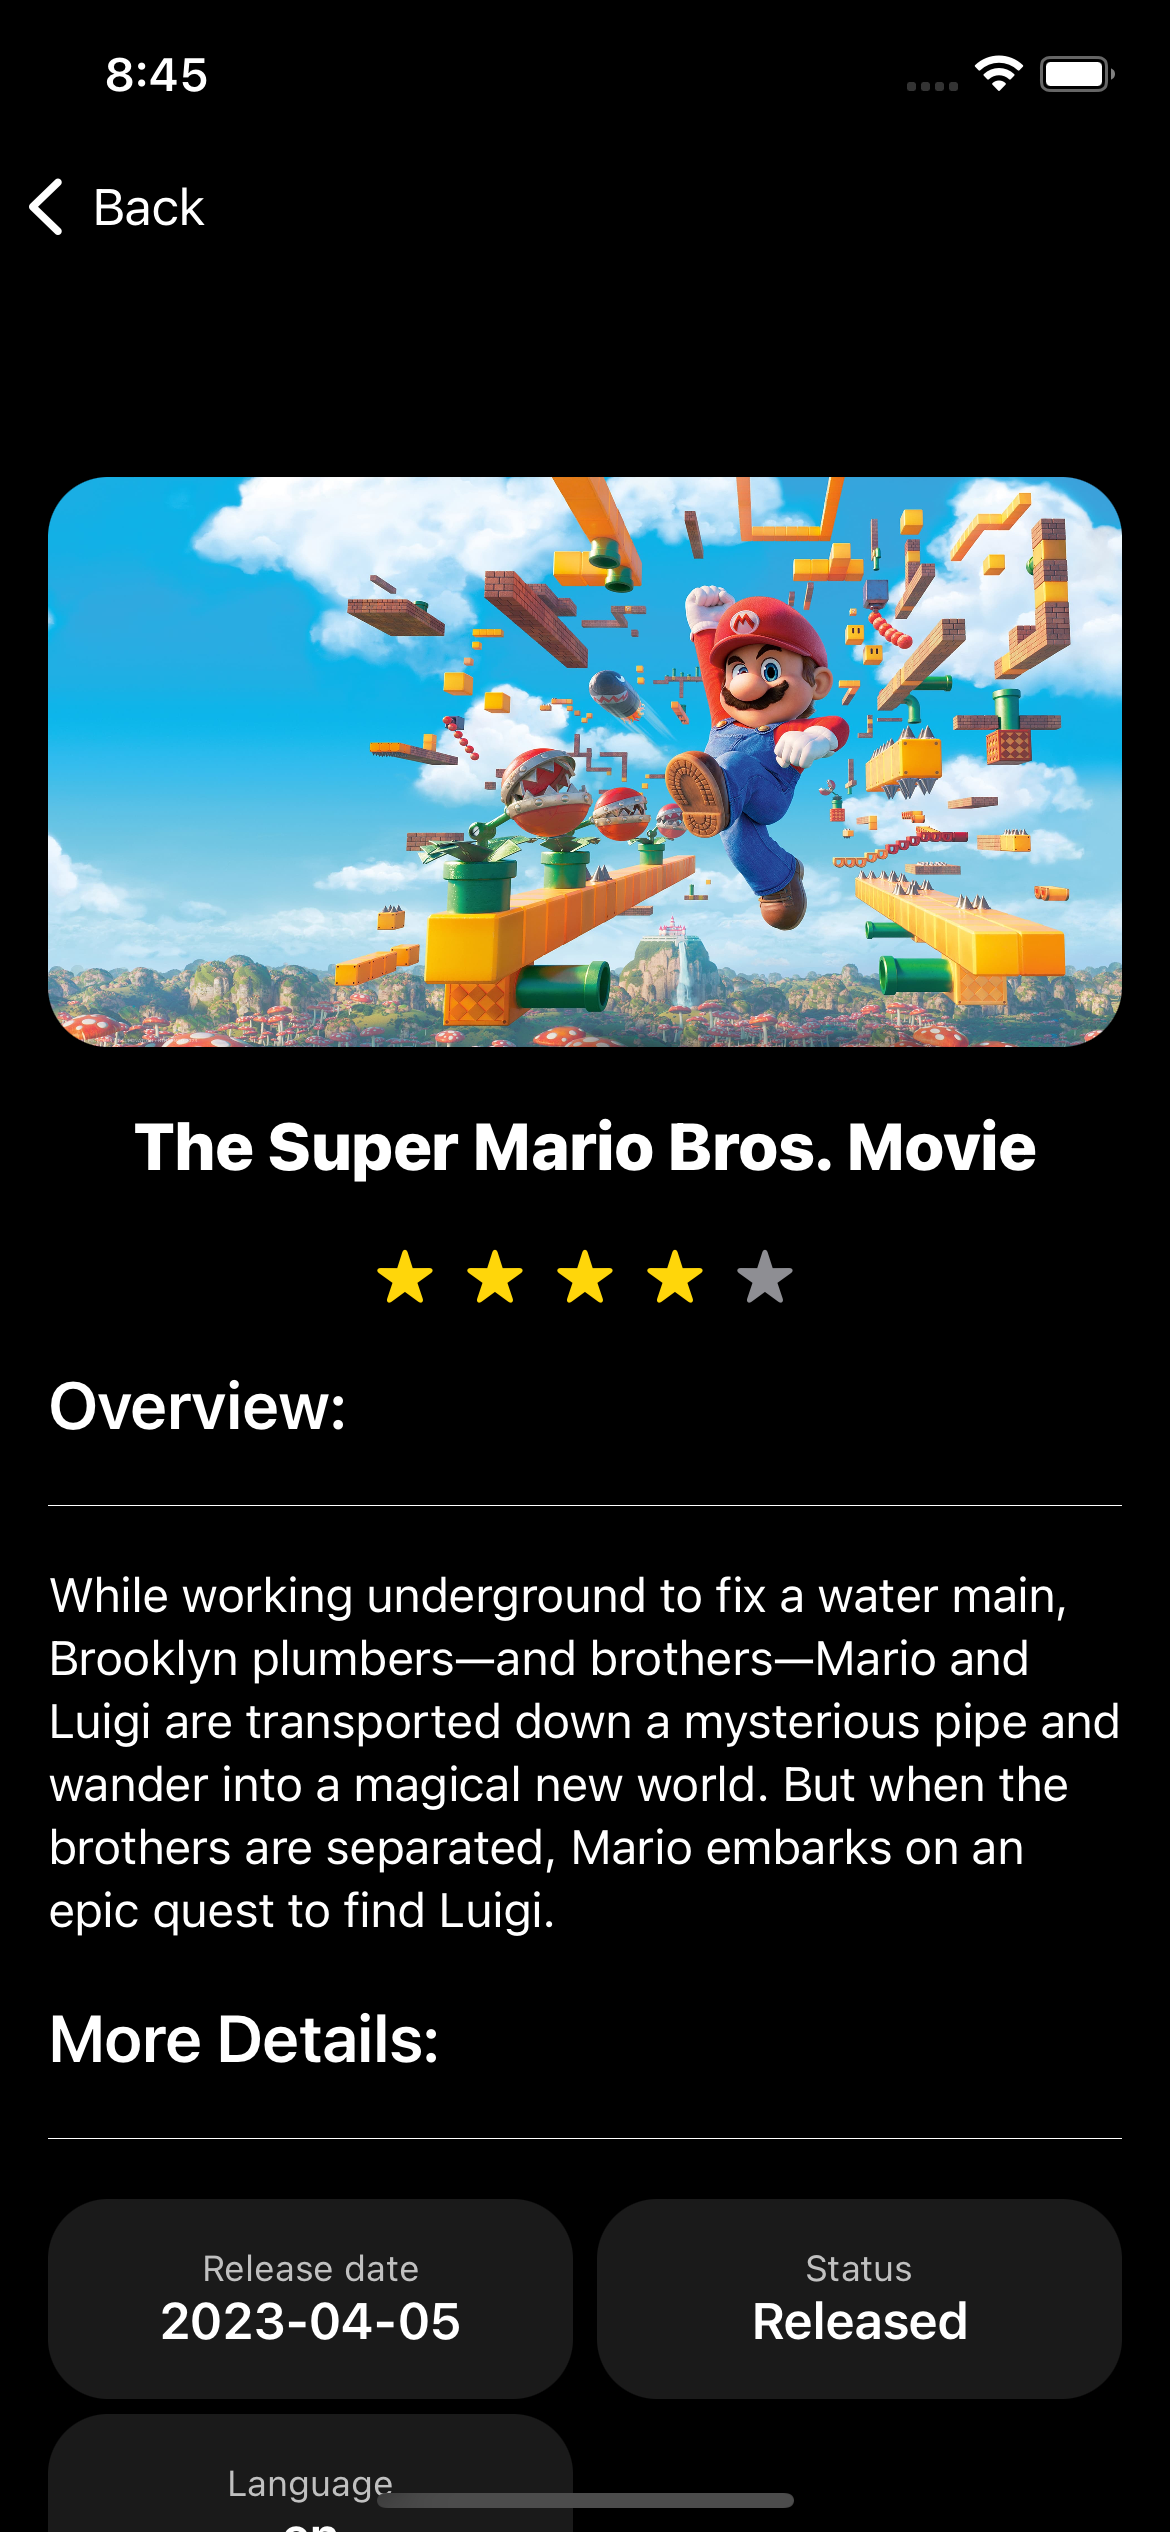 8:45
Back
The Super Mario Bros. Movie
Overview:
While working underground to fix a water main,
Brooklyn plumbers—and brothers—Mario and
Luigi are transported down a mysterious pipe and
wander into a magical new world. But when the
brothers are separated, Mario embarks on an
epic quest to find Luigi.
More Details:
Release date
2023-04-05
Status
Released
Language
en